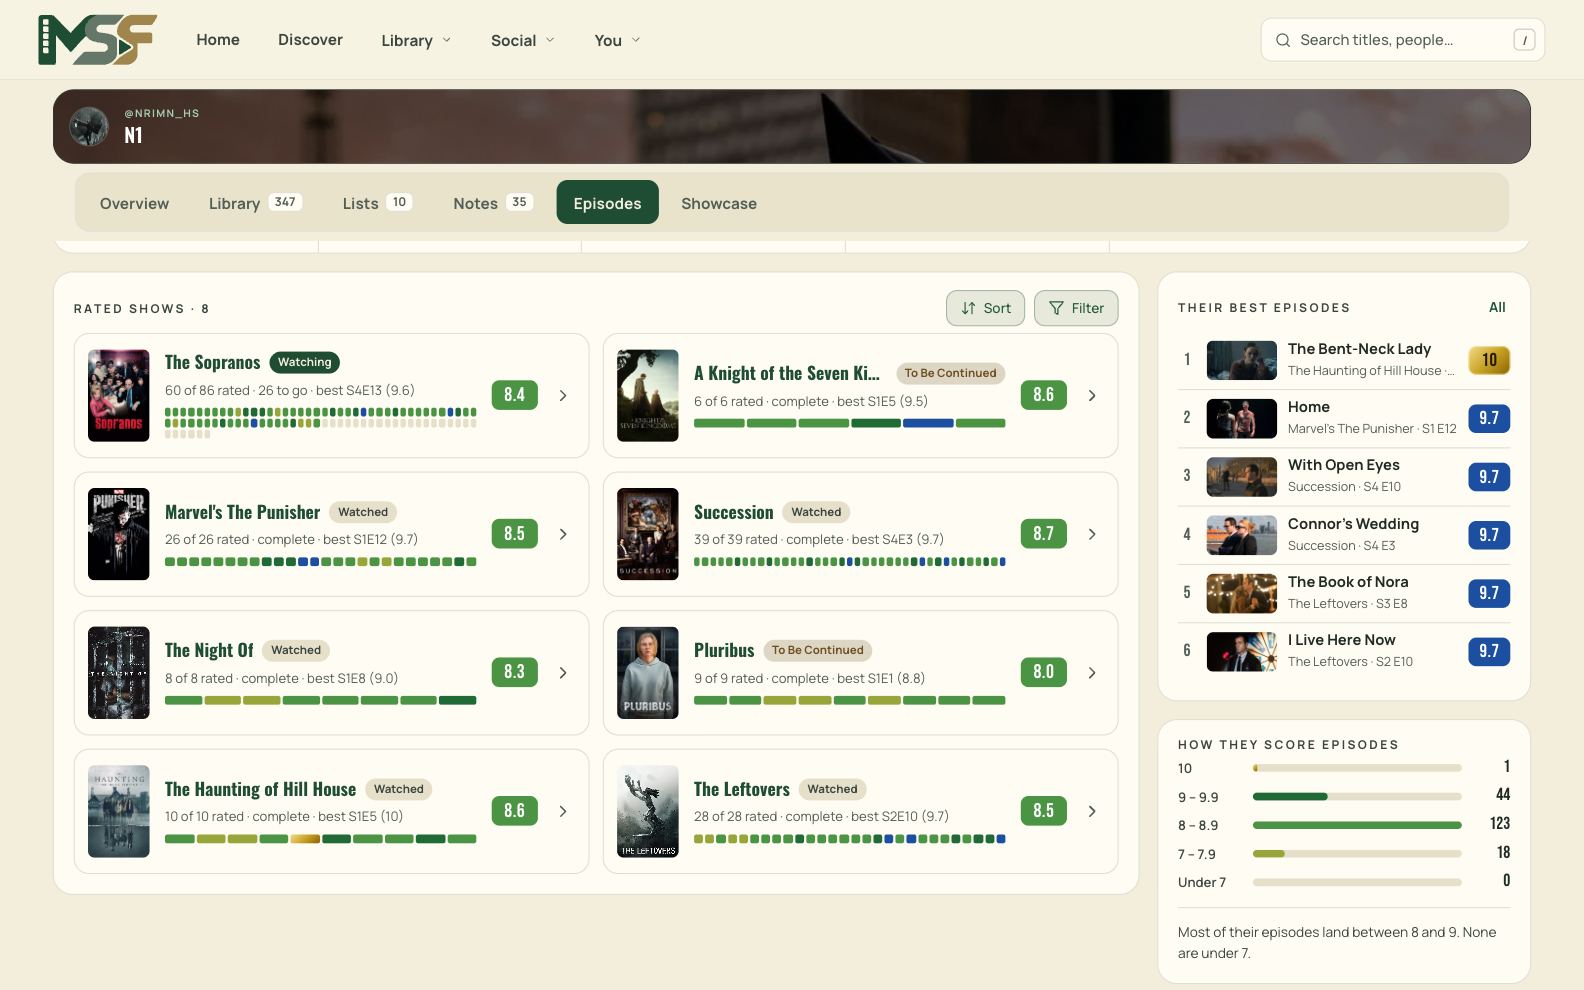 MSF
Home
Discover
Library
Social
You
Search titles, people...
/
@NRIMN_HS
N1
Overview
Library 347
Lists 10
Notes 35
Episodes
Showcase
RATED SHOWS · 8
Sort
Filter
The Sopranos
Watching
60 of 86 rated · 26 to go · best S4E13 (9.6)
8.4
Sopranos
A Knight of the Seven Ki...
To Be Continued
6 of 6 rated · complete · best S1E5 (9.5)
8.6
Marvel's The Punisher
Watched
26 of 26 rated · complete · best S1E12 (9.7)
8.5
PUNISHER
Succession
Watched
39 of 39 rated · complete · best S4E3 (9.7)
8.7
SUCCESSION
The Night Of
Watched
8 of 8 rated · complete · best S1E8 (9.0)
8.3
THE NIGHT OF
Pluribus
To Be Continued
9 of 9 rated · complete · best S1E1 (8.8)
8.0
PLURIBUS
The Haunting of Hill House
Watched
10 of 10 rated · complete · best S1E5 (10)
8.6
HAUNTING
The Leftovers
Watched
28 of 28 rated · complete · best S2E10 (9.7)
8.5
THE LEFTOVERS
THEIR BEST EPISODES
All
1
The Bent-Neck Lady
The Haunting of Hill House ·...
10
2
Home
Marvel's The Punisher · S1 E12
9.7
3
With Open Eyes
Succession · S4 E10
9.7
4
Connor's Wedding
Succession · S4 E3
9.7
5
The Book of Nora
The Leftovers · S3 E8
9.7
6
I Live Here Now
The Leftovers · S2 E10
9.7
HOW THEY SCORE EPISODES
10 1
9 – 9.9 44
8 – 8.9 123
7 – 7.9 18
Under 7 0
Most of their episodes land between 8 and 9. None
are under 7.